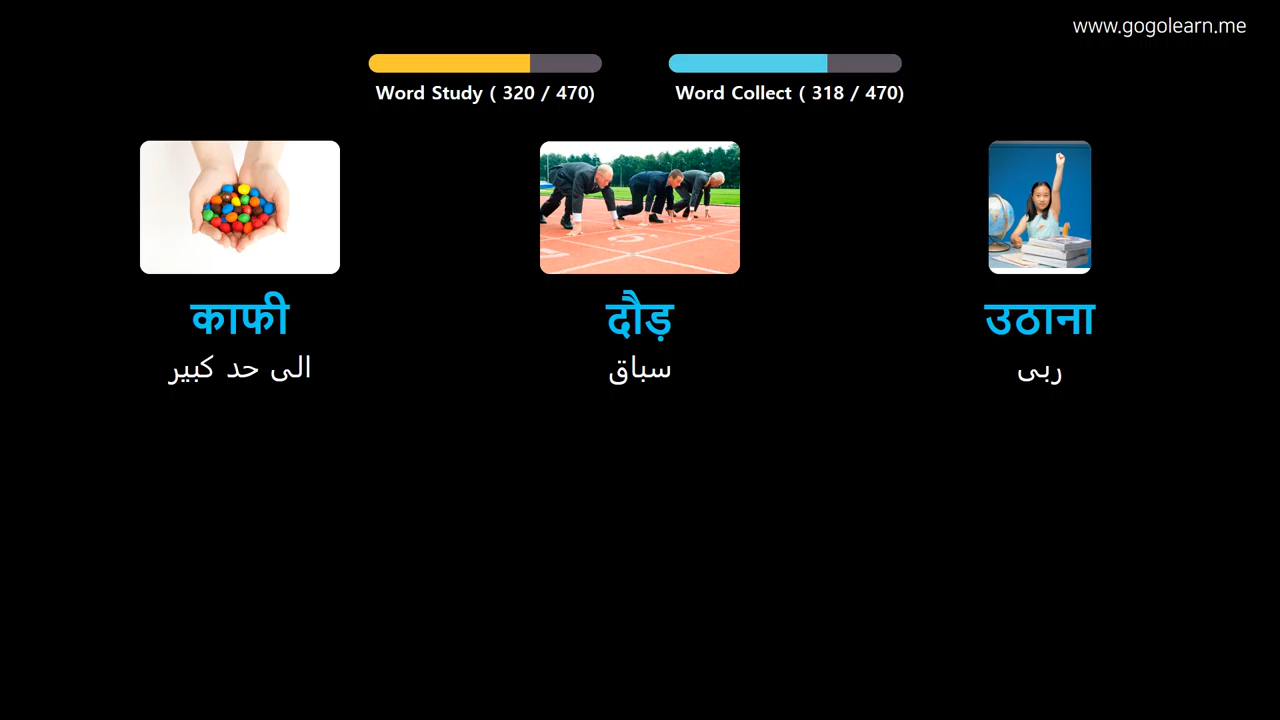 www.gogolearn.me
Word Study ( 320 / 470)
Word Collect ( 318 / 470)
काफी
दौड़
उठाना
الى حد كبير
سباق
ربى